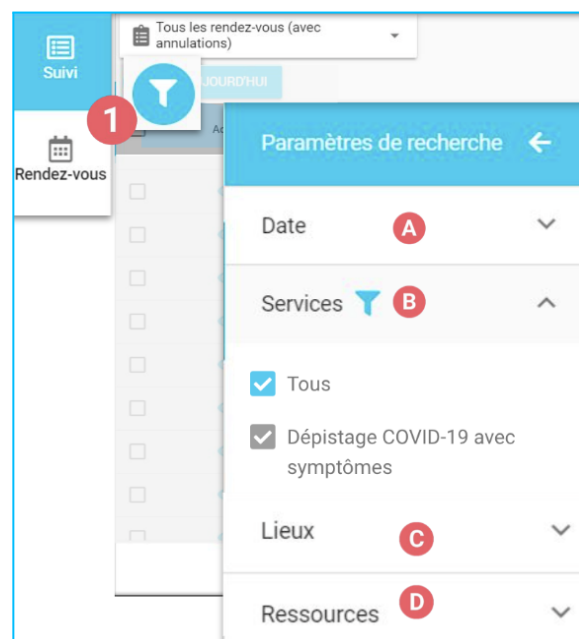 Tous les rendez-vous (avec
annulations)
Suivi
1
Rendez-vous
Paramètres de recherche
Date
A
Services
B
Tous
Dépistage COVID-19 avec
symptômes
Lieux
C
Ressources
D